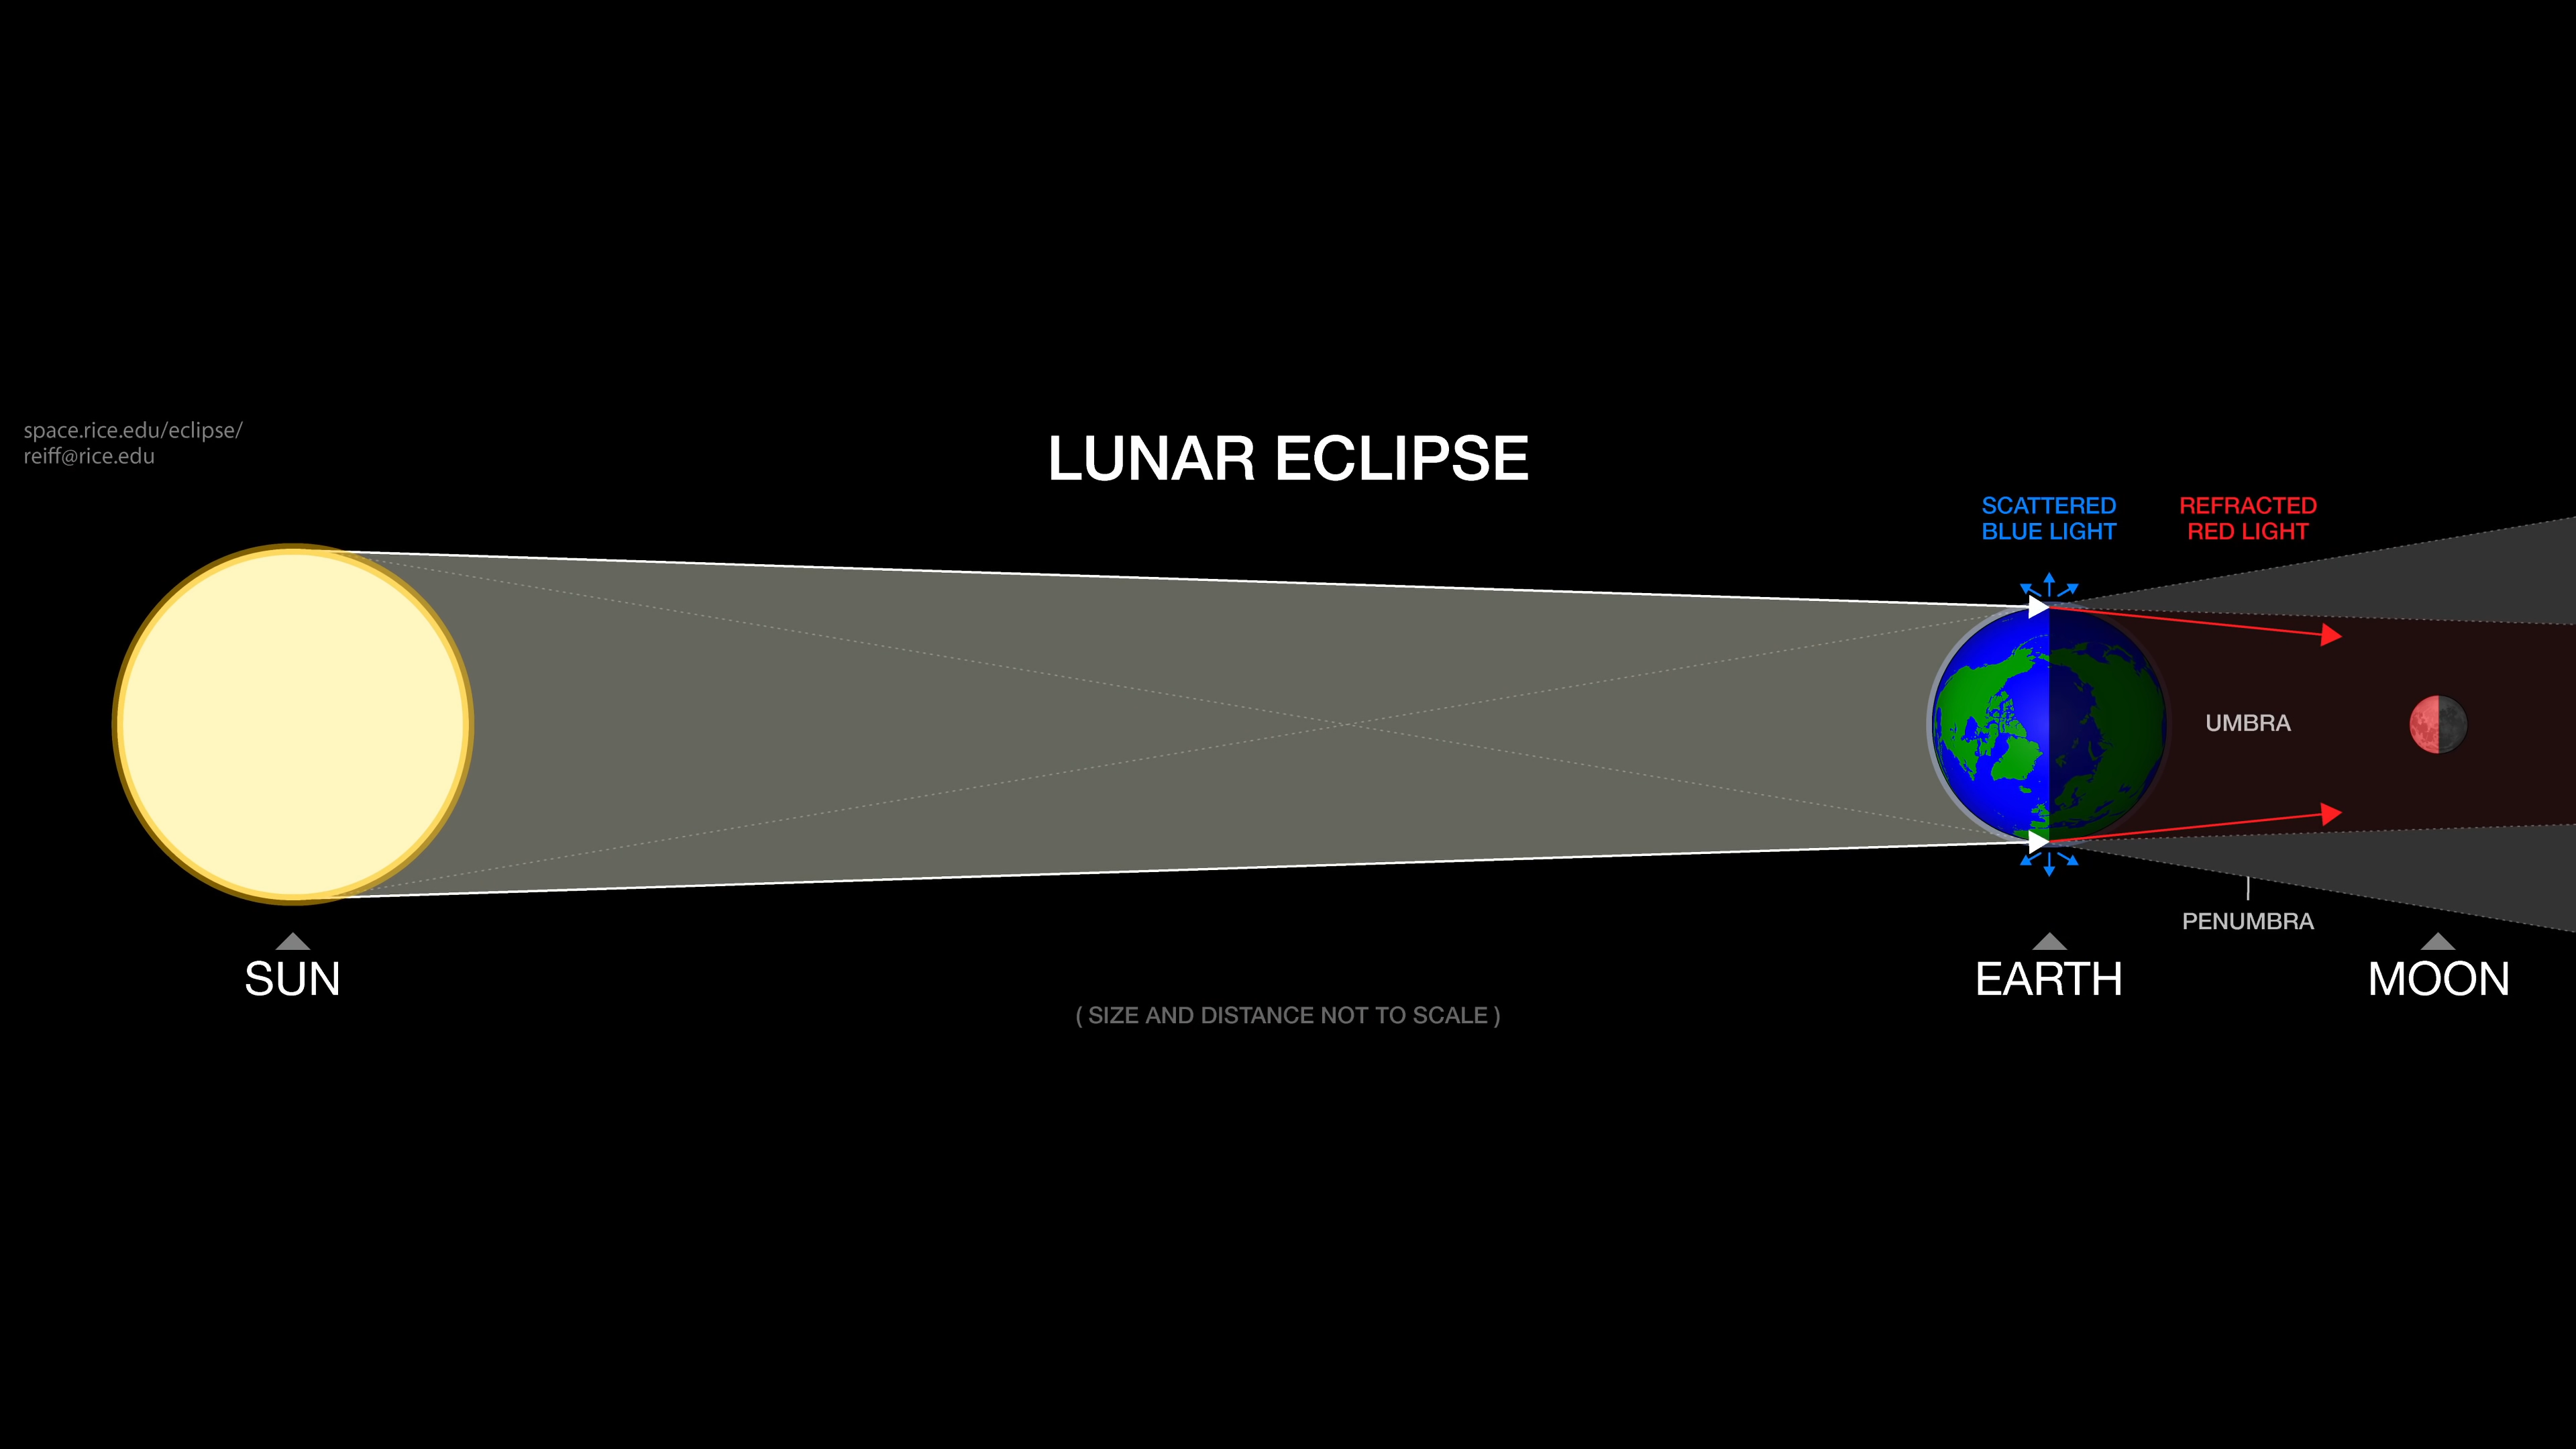 space.rice.edu/eclipse/
reiff@rice.edu
LUNAR ECLIPSE
SCATTERED
BLUE LIGHT
REFRACTED
RED LIGHT
UMBRA
PENUMBRA
SUN
EARTH
MOON
( SIZE AND DISTANCE NOT TO SCALE )